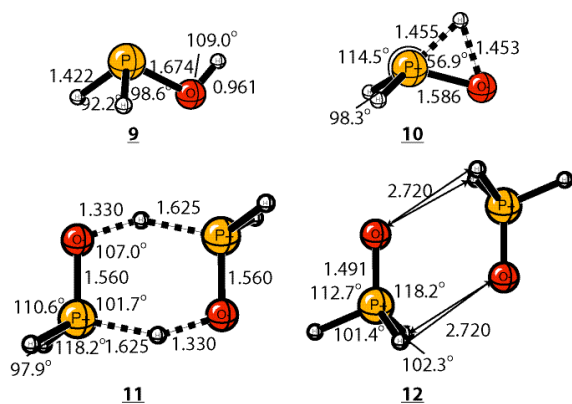 P
109.0°
1.422
1.674
92.2°
98.6°
O
0.961
9
1.455
1.453
114.5°
P+
56.9°
O
98.3°
1.586
10
1.330
1.625
O
P+
107.0°
1.560
1.560
110.6°
101.7°
P+
O
118.2°
1.625
1.330
97.9°
11
2.720
P+
O
1.491
O
112.7°
118.2°
P+
101.4°
2.720
102.3°
12